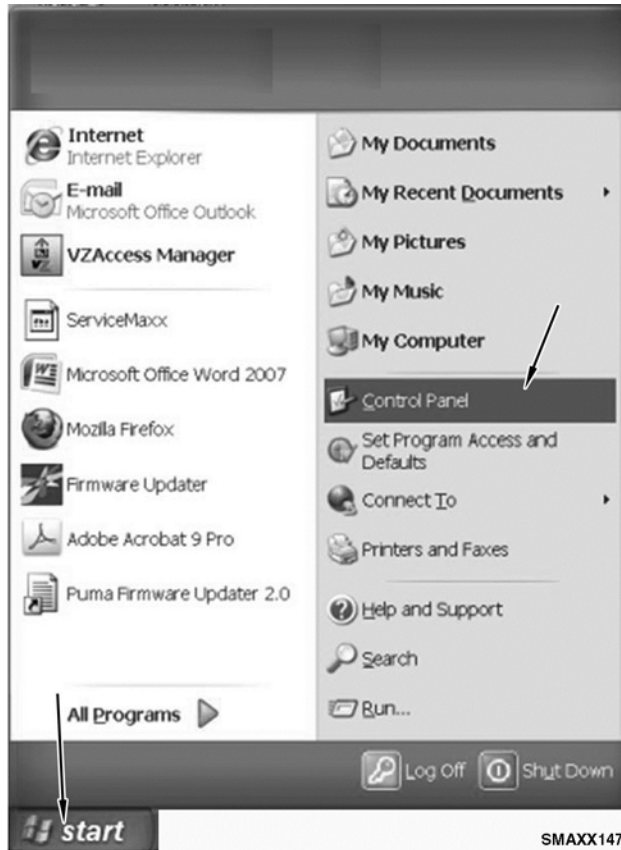 Internet
Internet Explorer
E-mail
Microsoft Office Outlook
VZAccess Manager
ServiceMaxx
Microsoft Office Word 2007
Mozilla Firefox
Firmware Updater
Adobe Acrobat 9 Pro
Puma Firmware Updater 2.0
All Programs
My Documents
My Recent Documents
My Pictures
My Music
My Computer
Control Panel
Set Program Access and
Defaults
Connect To
Printers and Faxes
Help and Support
Search
Run...
Log Off
Shut Down
start
SMAXX147